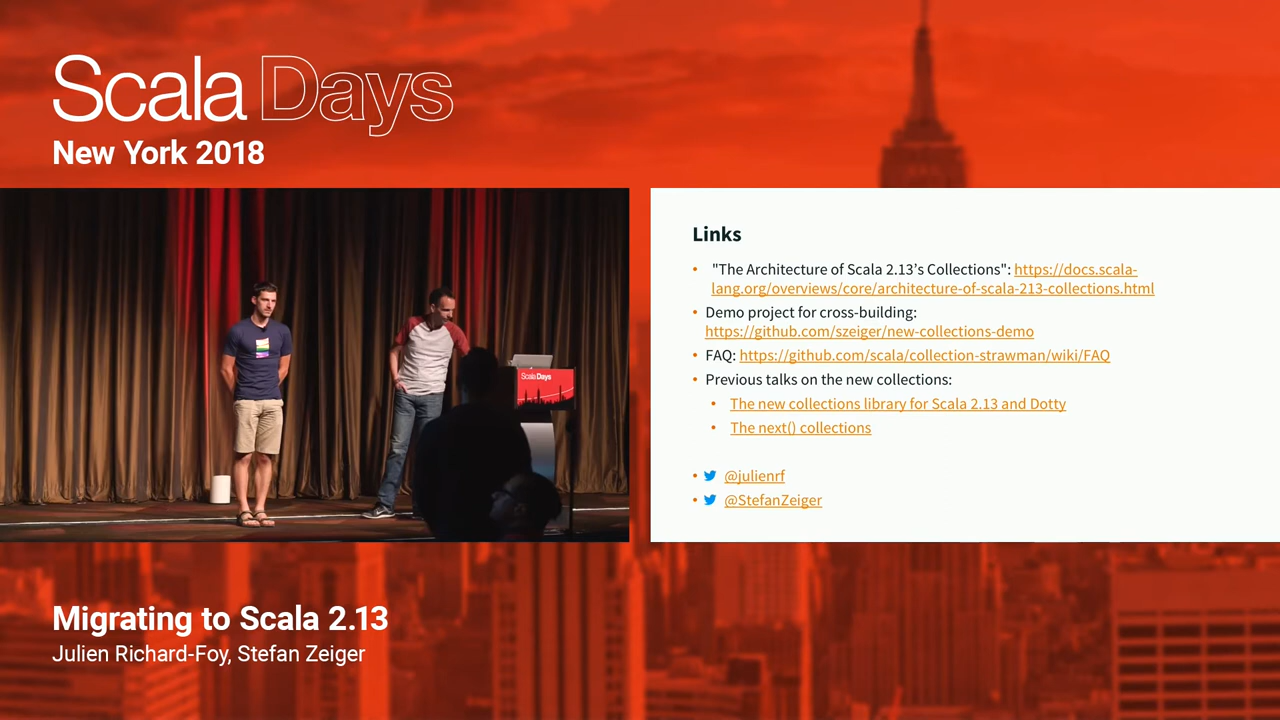 Scala Days
New York 2018
Scala Days
Links
• "The Architecture of Scala 2.13’s Collections": https://docs.scala-
lang.org/overviews/core/architecture-of-scala-213-collections.html
• Demo project for cross-building:
https://github.com/szeiger/new-collections-demo
• FAQ: https://github.com/scala/collection-strawman/wiki/FAQ
• Previous talks on the new collections:
• The new collections library for Scala 2.13 and Dotty
• The next() collections
• @julienrf
• @StefanZeiger
Migrating to Scala 2.13
Julien Richard-Foy, Stefan Zeiger